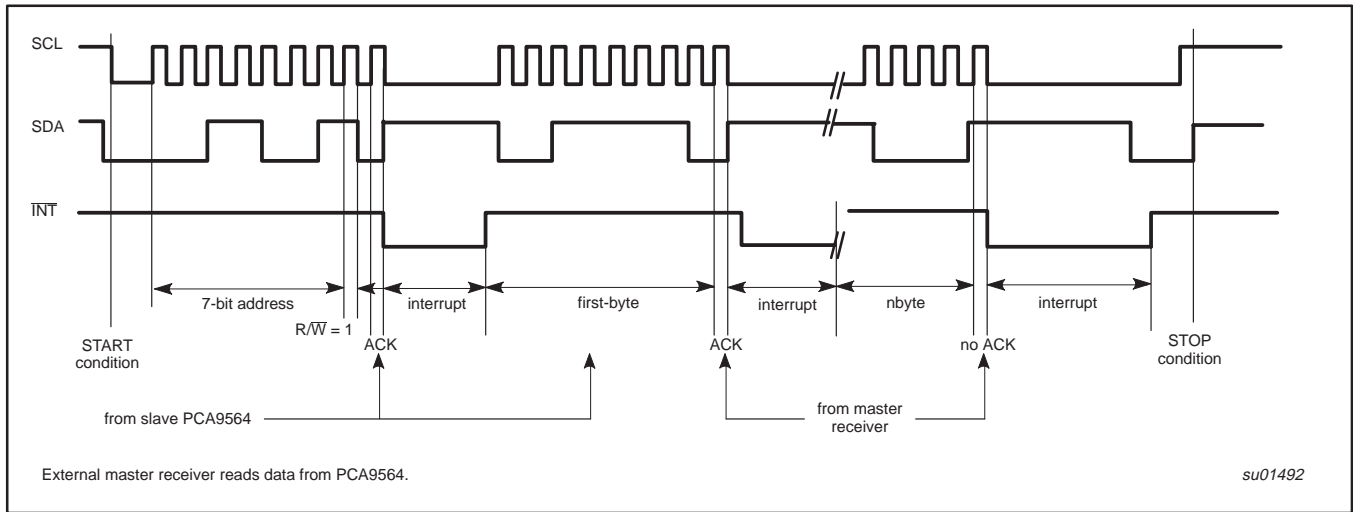 SCL
SDA
INT
7-bit address
interrupt
first-byte
interrupt
nbyte
interrupt
R/W = 1
START
condition
ACK
ACK
no ACK
STOP
condition
from slave PCA9564
from master
receiver
External master receiver reads data from PCA9564.
su01492